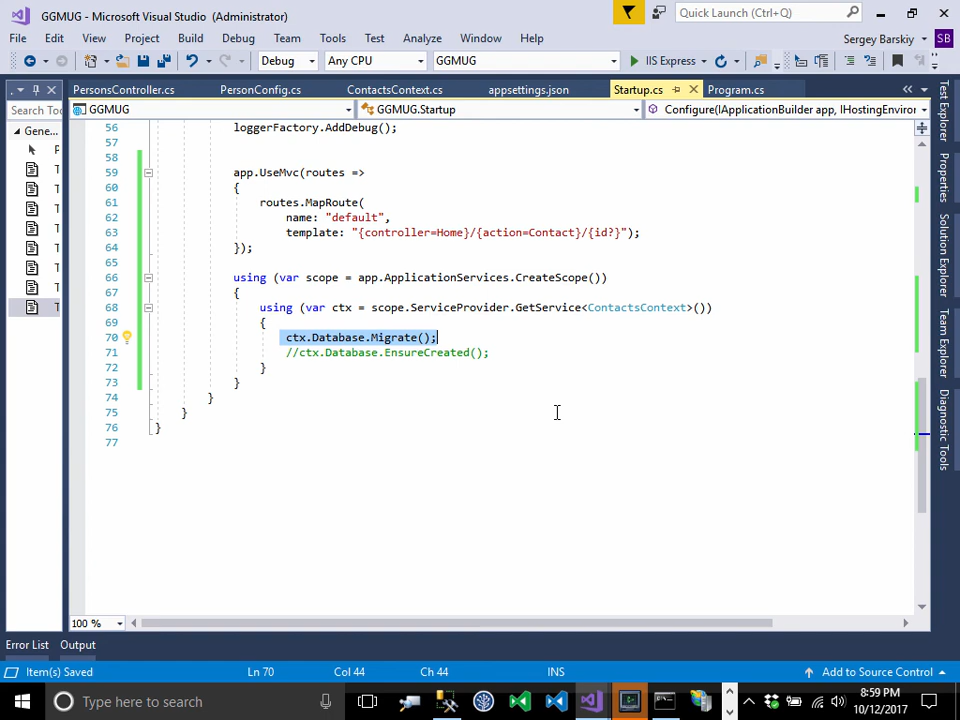 GGMUG - Microsoft Visual Studio (Administrator)
Quick Launch (Ctrl+Q)
File Edit View Project Build Debug Team Tools Test Analyze Window Help
Sergey Barskiy SB
Debug Any CPU GGMUG IIS Express
PersonsController.cs PersonConfig.cs ContactsContext.cs appsettings.json Startup.cs Program.cs
Search Tool
GGMUG GGMUG.Startup Configure(IApplicationBuilder app, IHostingEnviror
Gene...
56 loggerFactory.AddDebug();
57
58
59 app.UseMvc(routes =>
60 {
61 routes.MapRoute(
62 name: "default",
63 template: "{controller=Home}/{action=Contact}/{id?}");
64 });
65
66 using (var scope = app.ApplicationServices.CreateScope())
67 {
68 using (var ctx = scope.ServiceProvider.GetService<ContactsContext>())
69 {
70 ctx.Database.Migrate();
71 //ctx.Database.EnsureCreated();
72 }
73 }
74 }
75 }
76 }
77
Test Explorer
Properties
Solution Explorer
Team Explorer
Diagnostic Tools
100 %
Error List Output
Item(s) Saved Ln 70 Col 44 Ch 44 INS Add to Source Control
Type here to search
8:59 PM
10/12/2017